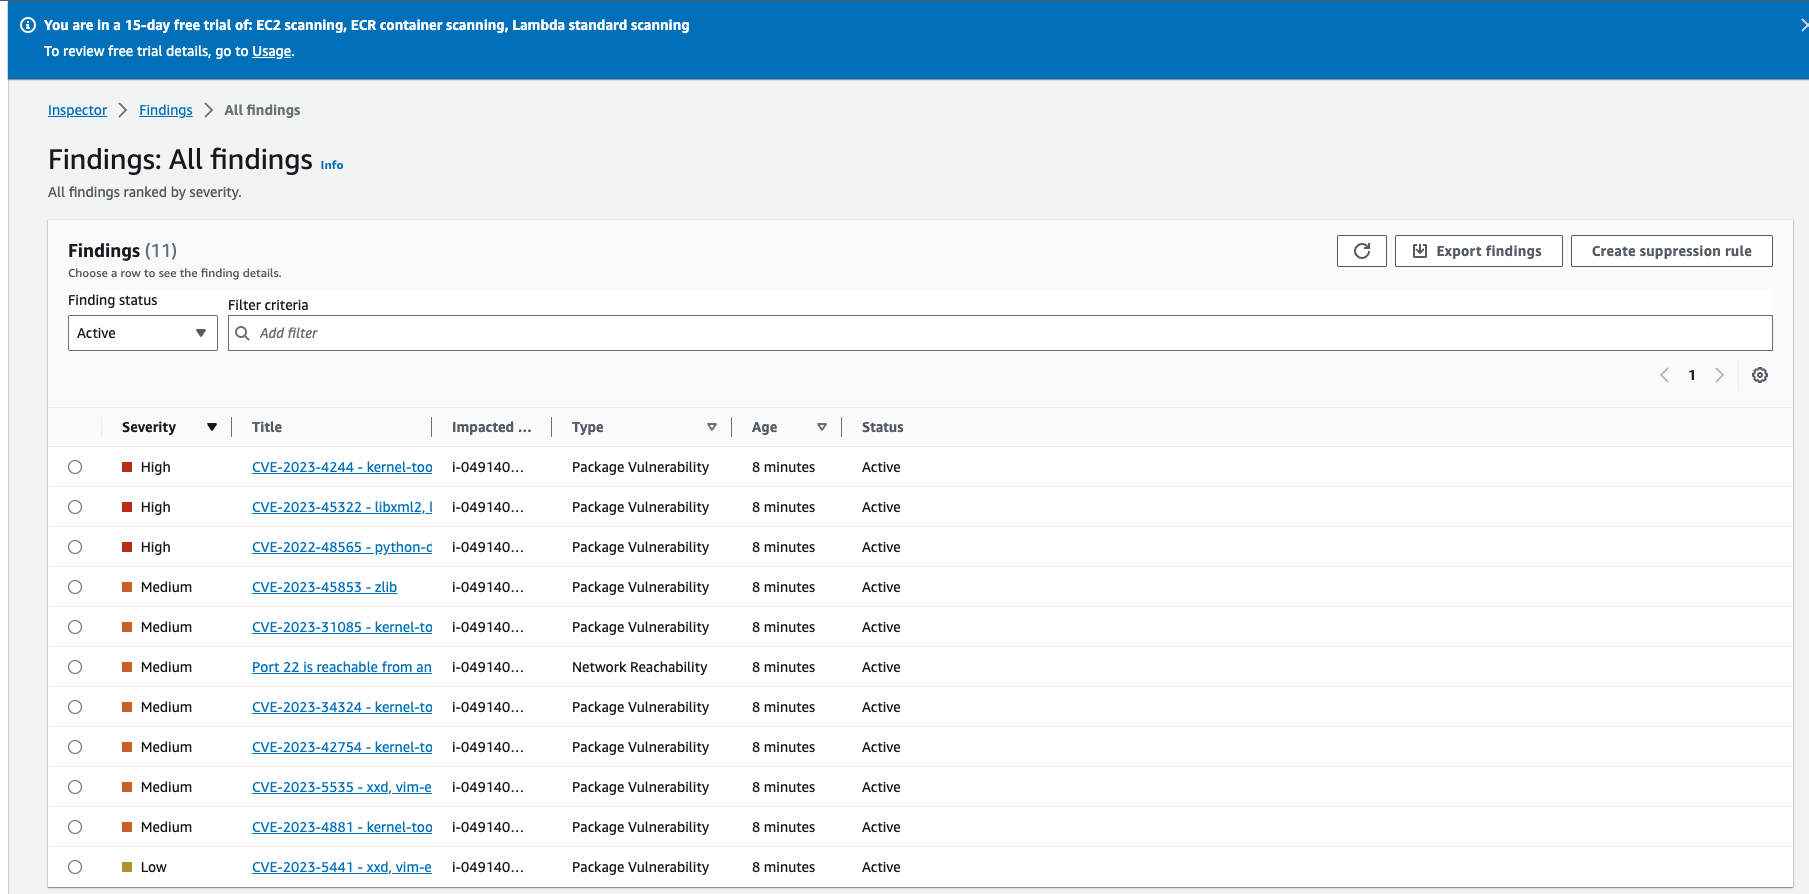 You are in a 15-day free trial of: EC2 scanning, ECR container scanning, Lambda standard scanning
To review free trial details, go to Usage.
Inspector > Findings > All findings
Findings: All findings Info
All findings ranked by severity.
Findings (11)
Choose a row to see the finding details.
Export findings
Create suppression rule
Finding status
Filter criteria
Active
Add filter
1
Severity Title Impacted ... Type Age Status
High CVE-2023-4244 - kernel-too i-049140... Package Vulnerability 8 minutes Active
High CVE-2023-45322 - libxml2, l i-049140... Package Vulnerability 8 minutes Active
High CVE-2022-48565 - python-d i-049140... Package Vulnerability 8 minutes Active
Medium CVE-2023-45853 - zlib i-049140... Package Vulnerability 8 minutes Active
Medium CVE-2023-31085 - kernel-to i-049140... Package Vulnerability 8 minutes Active
Medium Port 22 is reachable from an i-049140... Network Reachability 8 minutes Active
Medium CVE-2023-34324 - kernel-to i-049140... Package Vulnerability 8 minutes Active
Medium CVE-2023-42754 - kernel-to i-049140... Package Vulnerability 8 minutes Active
Medium CVE-2023-5535 - xxd, vim-e i-049140... Package Vulnerability 8 minutes Active
Medium CVE-2023-4881 - kernel-too i-049140... Package Vulnerability 8 minutes Active
Low CVE-2023-5441 - xxd, vim-e i-049140... Package Vulnerability 8 minutes Active